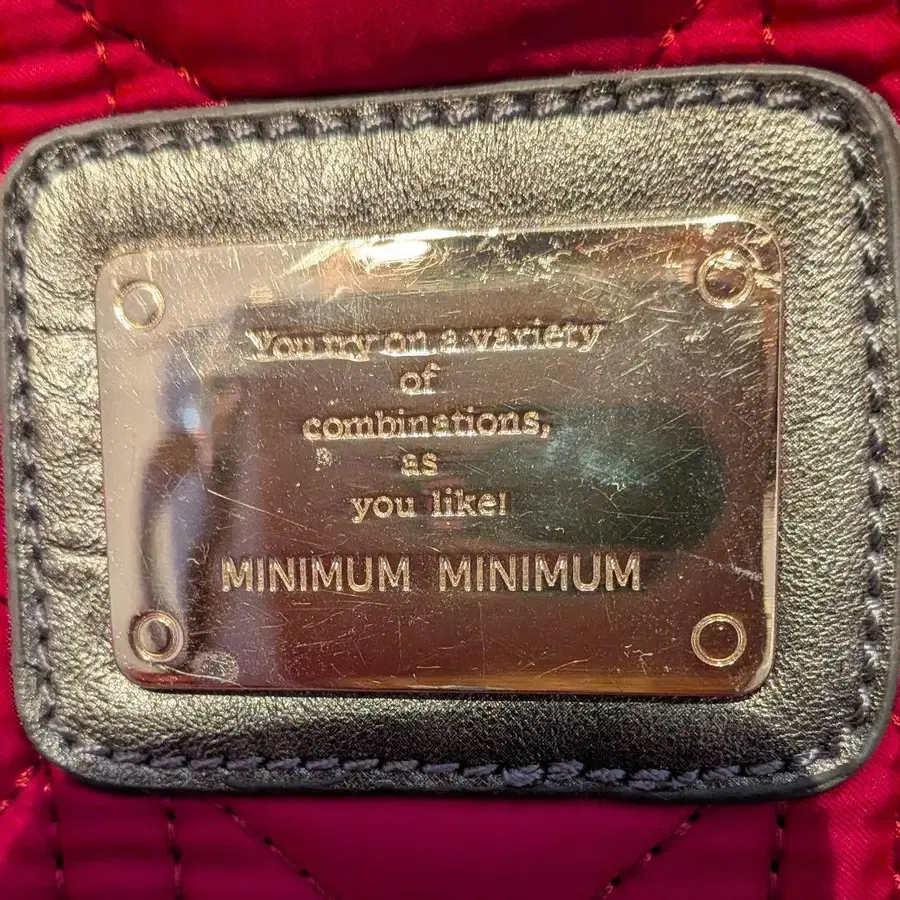 You try on a variety
of
combinations,
as
you like!
MINIMUM MINIMUM